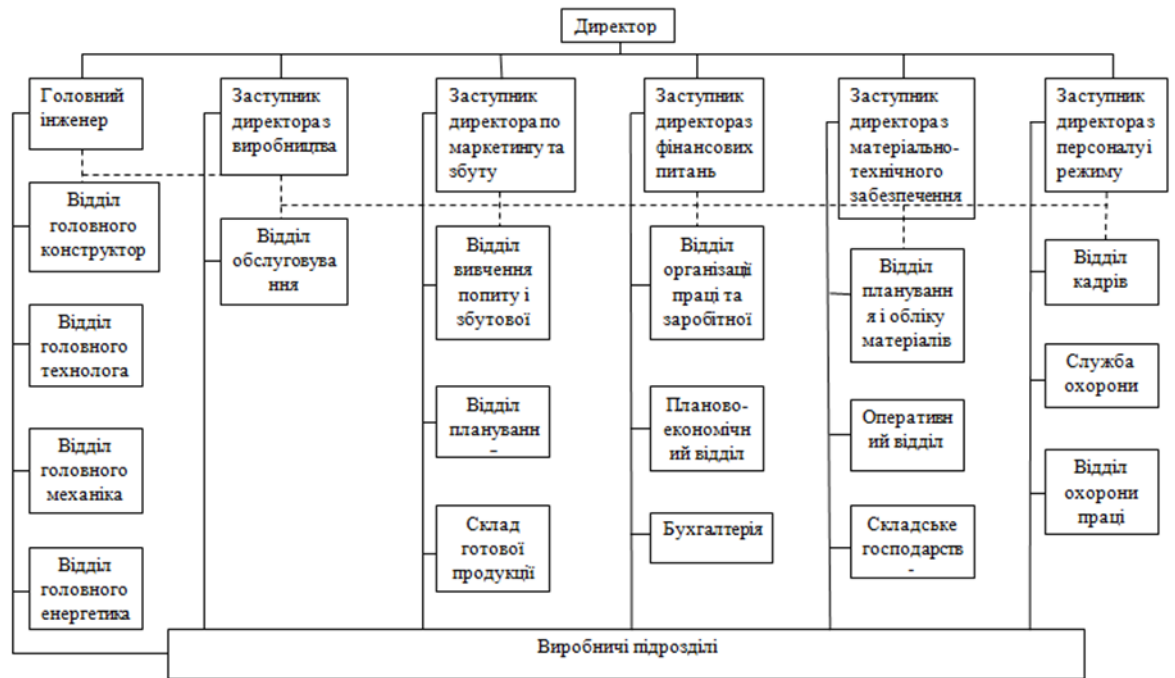 Директор
Головний
інженер
Заступник
директора з
виробництва
Заступник
директора по
маркетингу та
збуту
Заступник
директора з
фінансових
питань
Заступник
директора з
матеріально-
технічного
забезпечення
Заступник
директора з
персоналу і
режиму
Відділ
головного
конструктор
Відділ
обслуговува
ння
Відділ
вивчення
попиту і
збутової
Відділ
організації
праці та
заробітної
Відділ
плануванн
я і обліку
матеріалів
Відділ
кадрів
Відділ
головного
технолога
Відділ
плануванн
Планово-
економічн
ий відділ
Оперативн
ий відділ
Служба
охорони
Відділ
головного
механіка
Склад
готової
продукції
Бухгалтерія
Складське
господарств
Відділ
охорони
праці
Відділ
головного
енергетика
Виробничі підрозділі